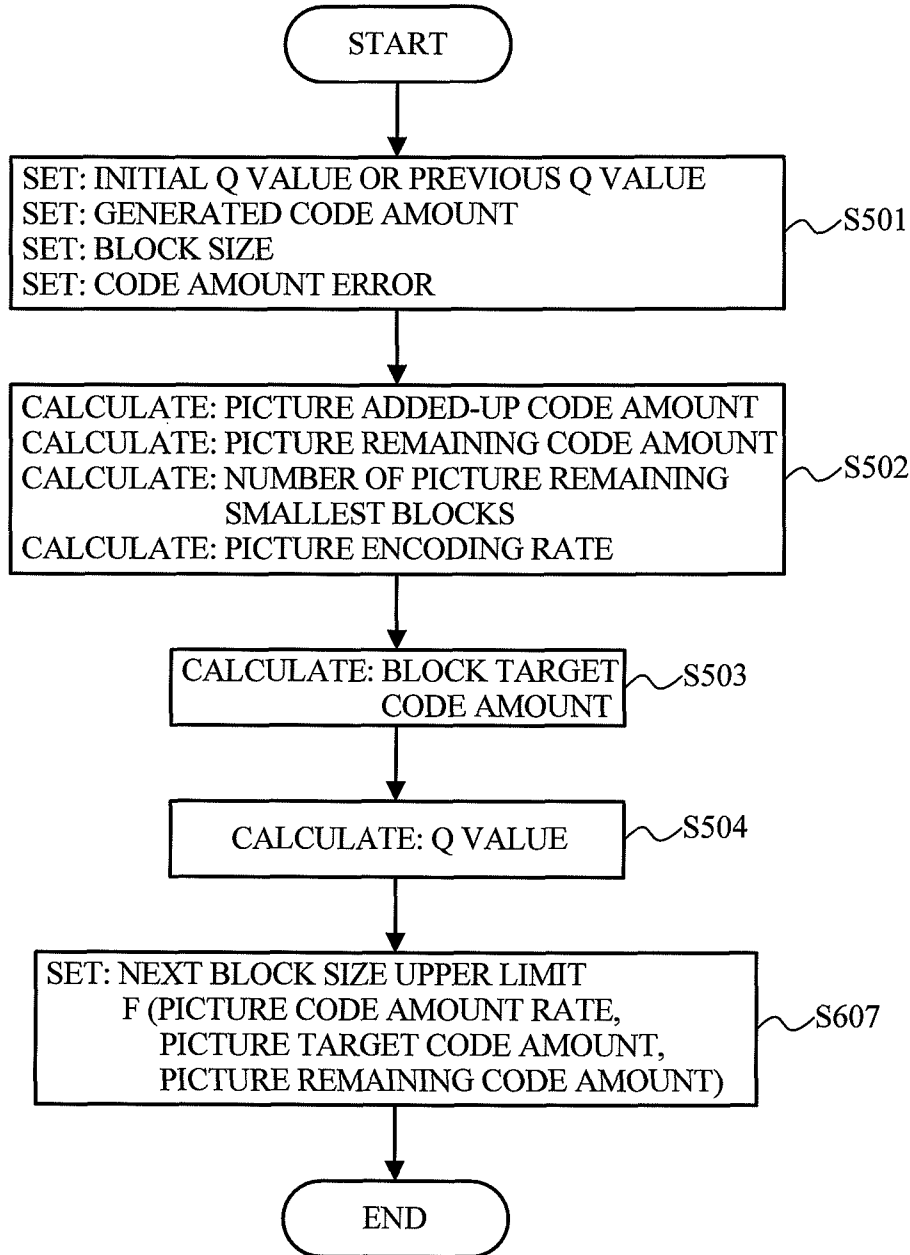 START
SET: INITIAL Q VALUE OR PREVIOUS Q VALUE
SET: GENERATED CODE AMOUNT
SET: BLOCK SIZE
SET: CODE AMOUNT ERROR
S501
CALCULATE: PICTURE ADDED-UP CODE AMOUNT
CALCULATE: PICTURE REMAINING CODE AMOUNT
CALCULATE: NUMBER OF PICTURE REMAINING
SMALLEST BLOCKS
CALCULATE: PICTURE ENCODING RATE
S502
CALCULATE: BLOCK TARGET
CODE AMOUNT
S503
CALCULATE: Q VALUE
S504
SET: NEXT BLOCK SIZE UPPER LIMIT
F (PICTURE CODE AMOUNT RATE,
PICTURE TARGET CODE AMOUNT,
PICTURE REMAINING CODE AMOUNT)
S607
END